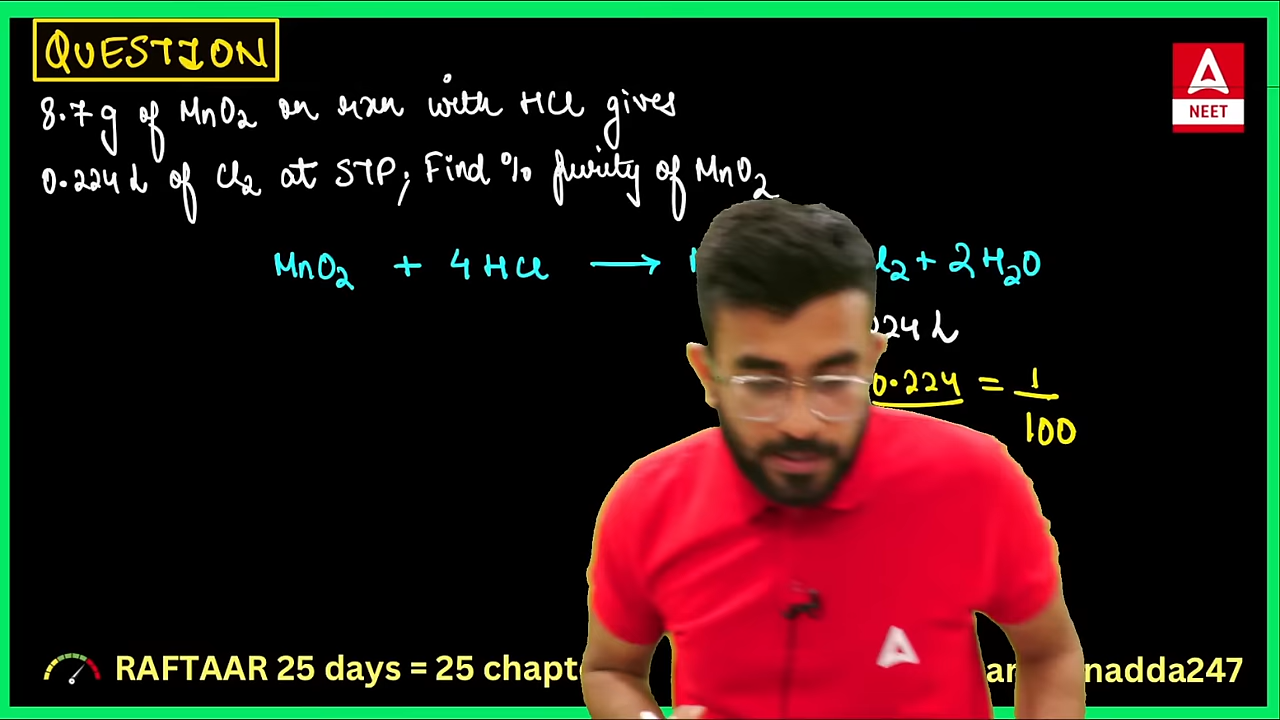 QUESTION
8.7 g of MnO2 on rxn with HCl gives
0.224 L of Cl2 at STP; Find % purity of MnO2
MnO2 + 4HCl → l2 + 2H2O
224 L
0.224 = 1
100
NEET
RAFTAAR 25 days = 25 chapt nadda247